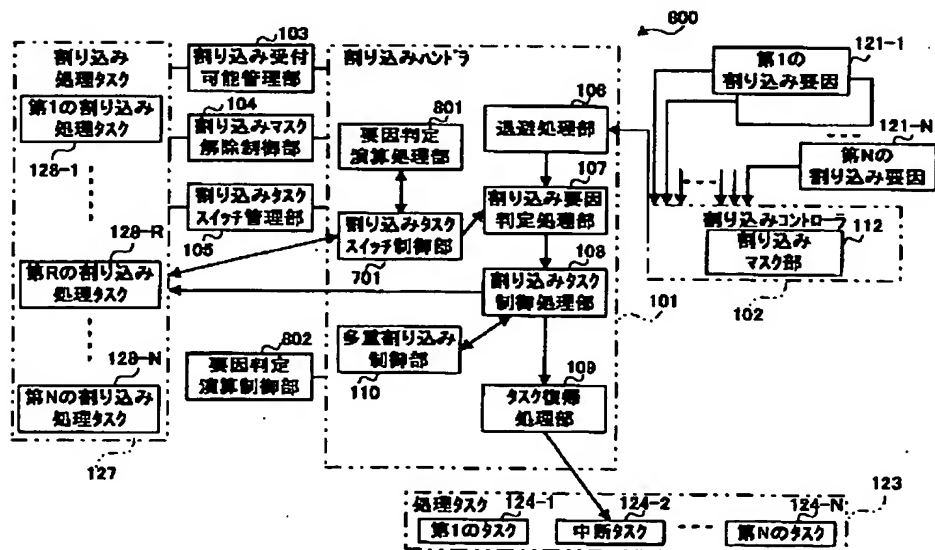 800
割り込み
処理タスク
第1の割り込み
処理タスク
128-1
128-R
第Rの割り込み
処理タスク
128-N
第Nの割り込み
処理タスク
127
103
割り込み受付
可能管理部
104
割り込みマスク
解除制御部
割り込みタスク
スイッチ管理部
105
802
要因判定
演算制御部
割り込みハンドラ
801
要因判定
演算処理部
割り込みタスク
スイッチ制御部
701
多重割り込み
制御部
110
106
退避処理部
107
割り込み要因
判定処理部
108
割り込みタスク
制御処理部
109
タスク復帰
処理部
101
121-1
第1の
割り込み要因
121-N
第Nの
割り込み要因
割り込みコントローラ
112
割り込み
マスク部
102
123
処理タスク
124-1
第1のタスク
124-2
中断タスク
124-N
第Nのタスク